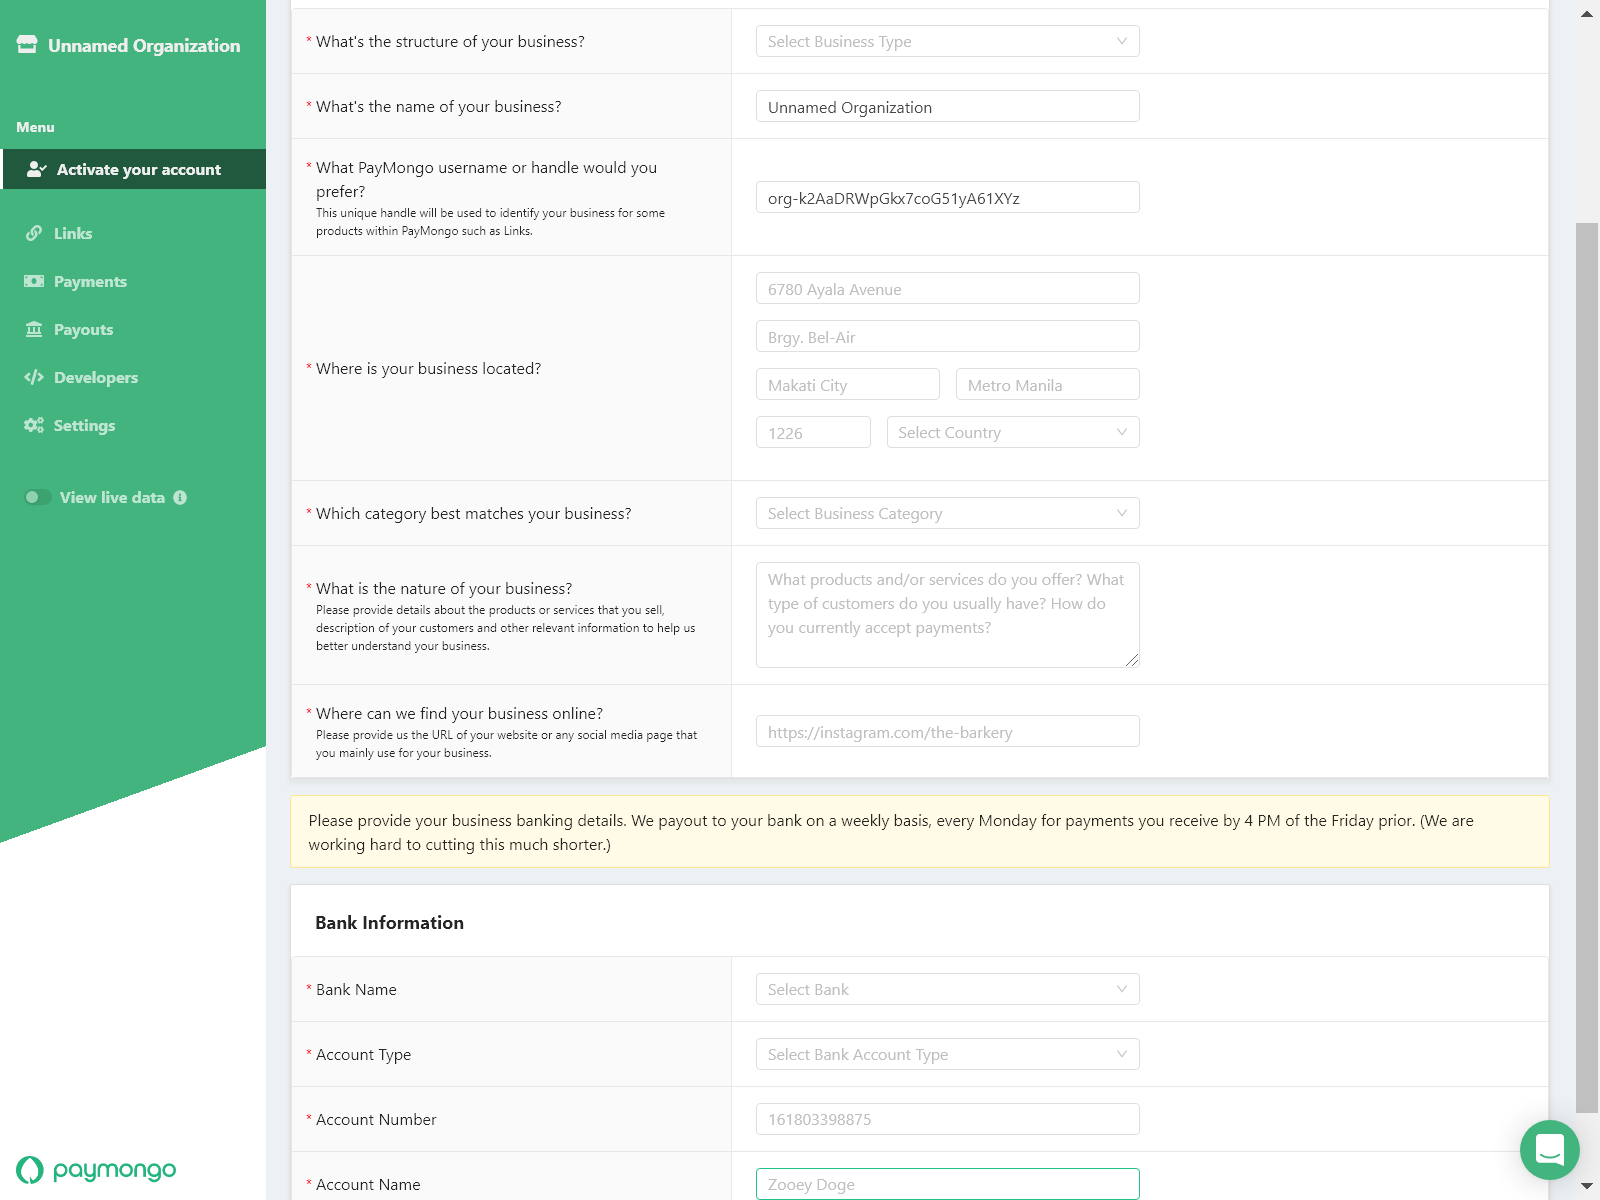 Unnamed Organization
Menu
Activate your account
Links
Payments
Payouts
Developers
Settings
View live data
paymongo
* What's the structure of your business?
Select Business Type
* What's the name of your business?
Unnamed Organization
* What PayMongo username or handle would you
prefer?
This unique handle will be used to identify your business for some
products within PayMongo such as Links.
org-k2AaDRWpGkx7coG51yA61XYz
* Where is your business located?
6780 Ayala Avenue
Brgy. Bel-Air
Makati City
Metro Manila
1226
Select Country
* Which category best matches your business?
Select Business Category
* What is the nature of your business?
Please provide details about the products or services that you sell,
description of your customers and other relevant information to help us
better understand your business.
What products and/or services do you offer? What
type of customers do you usually have? How do
you currently accept payments?
* Where can we find your business online?
Please provide us the URL of your website or any social media page that
you mainly use for your business.
https://instagram.com/the-barkery
Please provide your business banking details. We payout to your bank on a weekly basis, every Monday for payments you receive by 4 PM of the Friday prior. (We are
working hard to cutting this much shorter.)
Bank Information
* Bank Name
Select Bank
* Account Type
Select Bank Account Type
* Account Number
161803398875
* Account Name
Zooey Doge